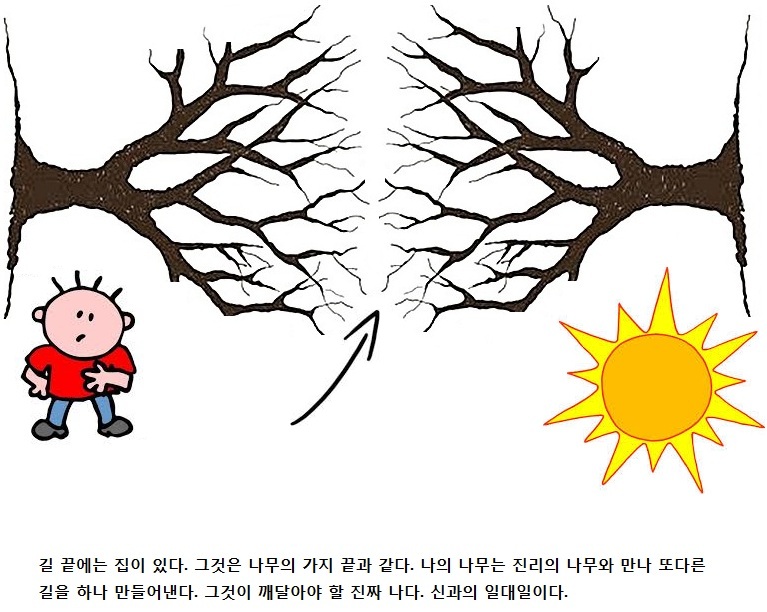 길 끝에는 집이 있다. 그것은 나무의 가지 끝과 같다. 나의 나무는 진리의 나무와 만나 또다른
길을 하나 만들어낸다. 그것이 깨달아야 할 진짜 나다. 신과의 일대일이다.